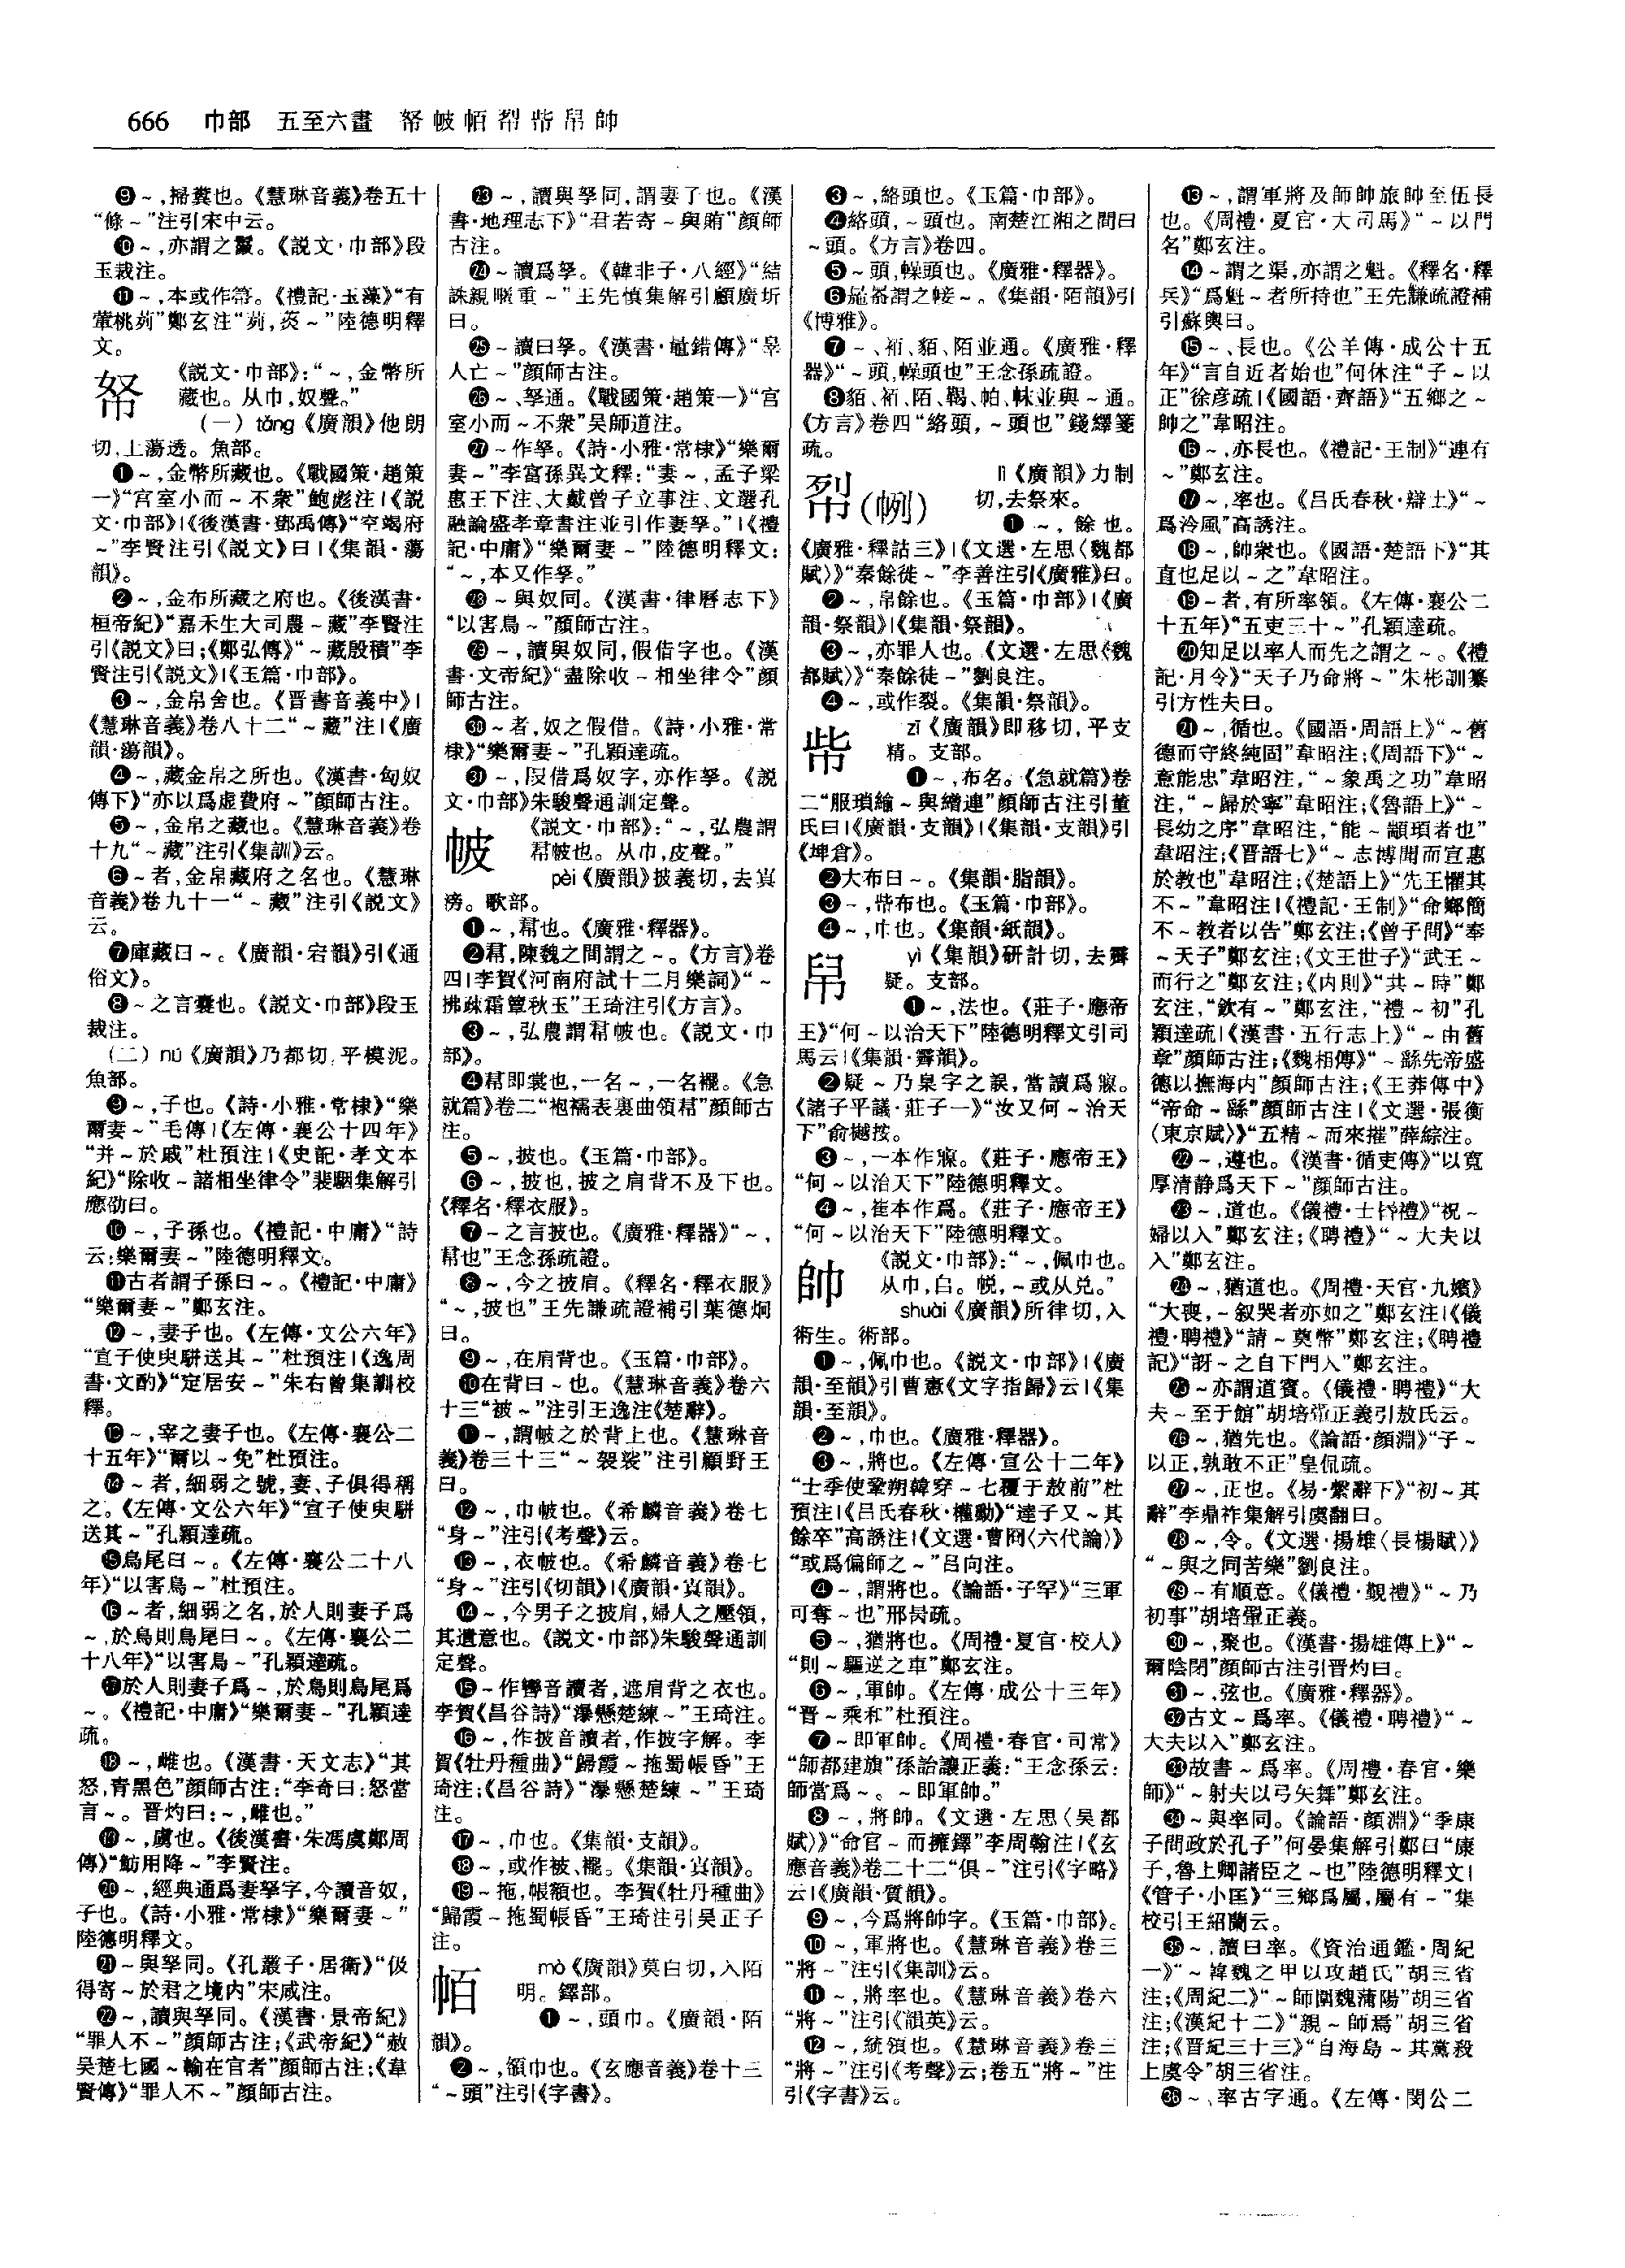 666 巾部 五至六畫 帑帔帞㡂㠿帠帥
❾~,掃糞也。《慧琳音義》卷五十
“條~”注引宋中云。
❿~,亦謂之鬣。《説文·巾部》段
玉裁注。
⓫~,本或作帚。《禮記·玉藻》“有
葷桃茢”鄭玄注“茢,菼~”陸德明釋
文。
帑 《説文·巾部》:“~,金幣所
藏也。从巾,奴聲。”
(一) tǎng《廣韻》他朗
切,上蕩透。魚部。
❶~,金幣所藏也。《戰國策·趙策
一》“宫室小而~不衆”鮑彪注|《説
文·巾部》|《後漢書·鄧禹傳》“空竭府
~”李賢注引《説文》曰|《集韻·蕩
韻》。
❷~,金布所藏之府也。《後漢書·
桓帝紀》“嘉禾生大司農~藏”李賢注
引《説文》曰;《鄭弘傳》“~藏殷積”李
賢注引《説文》|《玉篇·巾部》。
❸~,金帛舍也。《晋書音義中》|
《慧琳音義》卷八十二“~藏”注|《廣
韻·蕩韻》。
❹~,藏金帛之所也。《漢書·匈奴
傳下》“亦以爲虚費府~”顔師古注。
❺~,金帛之藏也。《慧琳音義》卷
十九“~藏”注引《集訓》云。
❻~者,金帛藏府之名也。《慧琳
音義》卷九十一“~藏”注引《説文》
云。
❼庫藏曰~。《廣韻·宕韻》引《通
俗文》。
❽~之言囊也。《説文·巾部》段玉
裁注。
(二) nú《廣韻》乃都切,平模泥。
魚部。
❾~,子也。《詩·小雅·常棣》“樂
爾妻~”毛傳|《左傳·襄公十四年》
“并~於戚”杜預注|《史記·孝文本
紀》“除收~諸相坐律令”裴駰集解引
應劭曰。
❿~,子孫也。《禮記·中庸》“詩
云:樂爾妻~”陸德明釋文。
⓫古者謂子孫曰~。《禮記·中庸》
“樂爾妻~”鄭玄注。
⓬~,妻子也。《左傳·文公六年》
“宣子使臾駢送其~”杜預注|《逸周
書·文酌》“定居安~”朱右曾集訓校
釋。
⓭~,宰之妻子也。《左傳·襄公二
十五年》“爾以~免”杜預注。
⓮~者,細弱之號,妻、子俱得稱
之。《左傳·文公六年》“宣子使臾駢
送其~”孔穎達疏。
⓯鳥尾曰~。《左傳·襄公二十八
年》“以害鳥~”杜預注。
⓰~者,細弱之名,於人則妻子爲
~,於鳥則鳥尾曰~。《左傳·襄公二
十八年》“以害鳥~”孔穎達疏。
⓱於人則妻子爲~,於鳥則鳥尾爲
~。《禮記·中庸》“樂爾妻~”孔穎達
疏。
⓲~,雌也。《漢書·天文志》“其
怒,青黑色”顔師古注:“李奇曰:怒當
言~。晋灼曰:~,雌也。”
⓳~,虜也。《後漢書·朱馮虞鄭周
傳》“魴用降~”李賢注。
⓴~,經典通爲妻孥字,今讀音奴,
子也。《詩·小雅·常棣》“樂爾妻~”
陸德明釋文。
㉑~與孥同。《孔叢子·居衛》“伋
得寄~於君之境内”宋咸注。
㉒~,讀與孥同。《漢書·景帝紀》
“罪人不~”顔師古注;《武帝紀》“赦
吴楚七國~輸在官者”顔師古注;《韋
賢傳》“罪人不~”顔師古注。
㉓~,讀與孥同,謂妻子也。《漢
書·地理志下》“君若寄~與賄”顔師
古注。
㉔~讀爲孥。《韓非子·八經》“結
誅親暱重~”王先慎集解引顧廣圻
曰。
㉕~讀曰孥。《漢書·鼂錯傳》“辠
人亡~”顔師古注。
㉖~、孥通。《戰國策·趙策一》“宫
室小而~不衆”吴師道注。
㉗~作孥。《詩·小雅·常棣》“樂爾
妻~”李富孫異文釋:“妻~,孟子梁
惠王下注、大戴曾子立事注、文選孔
融論盛孝章書注並引作妻孥。”|《禮
記·中庸》“樂爾妻~”陸德明釋文:
“~,本又作孥。”
㉘~與奴同。《漢書·律曆志下》
“以害鳥~”顔師古注。
㉙~,讀與奴同,假借字也。《漢
書·文帝紀》“盡除收~相坐律令”顔
師古注。
㉚~者,奴之假借。《詩·小雅·常
棣》“樂爾妻~”孔穎達疏。
㉛~,叚借爲奴字,亦作孥。《説
文·巾部》朱駿聲通訓定聲。
帔 《説文·巾部》:“~,弘農謂
帬帔也。从巾,皮聲。”
pèi《廣韻》披義切,去寘
滂。歌部。
❶~,帬也。《廣雅·釋器》。
❷帬,陳魏之間謂之~。《方言》卷
四|李賀《河南府試十二月樂詞》“~
拂疎霜簟秋玉”王琦注引《方言》。
❸~,弘農謂帬帔也。《説文·巾
部》。
❹帬即裳也,一名~,一名襬。《急
就篇》卷二“袍襦表裏曲領帬”顔師古
注。
❺~,披也。《玉篇·巾部》。
❻~,披也,披之肩背不及下也。
《釋名·釋衣服》。
❼~之言披也。《廣雅·釋器》“~,
帬也”王念孫疏證。
❽~,今之披肩。《釋名·釋衣服》
“~,披也”王先謙疏證補引葉德炯
曰。
❾~,在肩背也。《玉篇·巾部》。
❿在背曰~也。《慧琳音義》卷六
十三“被~”注引王逸注《楚辭》。
⓫~,謂帔之於背上也。《慧琳音
義》卷三十三“~袈裟”注引顧野王
曰。
⓬~,巾帔也。《希麟音義》卷七
“身~”注引《考聲》云。
⓭~,衣帔也。《希麟音義》卷七
“身~”注引《切韻》|《廣韻·寘韻》。
⓮~,今男子之披肩,婦人之壓領,
其遺意也。《説文·巾部》朱駿聲通訓
定聲。
⓯~作轡音讀者,遮肩背之衣也。
李賀《昌谷詩》“瀑懸楚練~”王琦注。
⓰~,作披音讀者,作披字解。李
賀《牡丹種曲》“歸霞~拖蜀帳昏”王
琦注;《昌谷詩》“瀑懸楚練~”王琦
注。
⓱~,巾也。《集韻·支韻》。
⓲~,或作被、襬。《集韻·寘韻》。
⓳~拖,帳額也。李賀《牡丹種曲》
“歸霞~拖蜀帳昏”王琦注引吴正子
注。
帞 mò《廣韻》莫白切,入陌
明。鐸部。
❶~,頭巾。《廣韻·陌
韻》。
❷~,領巾也。《玄應音義》卷十三
“~頭”注引《字書》。
❸~,絡頭也。《玉篇·巾部》。
❹絡頭,~頭也。南楚江湘之間曰
~頭。《方言》卷四。
❺~頭,幧頭也。《廣雅·釋器》。
謂之~。《集韻·陌韻》引
《博雅》。
❼~、袹、貊、陌並通。《廣雅·釋
器》“~頭,幧頭也”王念孫疏證。
❽貊、袹、陌、鞨、帕、帓並與~通。
《方言》卷四“絡頭,~頭也”錢繹箋
疏。
㡂(㤡) lì《廣韻》力制
切,去祭來。
❶~,餘也。
《廣雅·釋詁三》|《文選·左思〈魏都
賦〉》“秦餘徙~”李善注引《廣雅》曰。
❷~,帛餘也。《玉篇·巾部》|《廣
韻·祭韻》|《集韻·祭韻》。
❸~,亦罪人也。《文選·左思〈魏
都賦〉》“秦餘徙~”劉良注。
❹~,或作裂。《集韻·祭韻》。
㠿 zī《廣韻》即移切,平支
精。支部。
❶~,布名。《急就篇》卷
二“服瑣緰~與繒連”顔師古注引董
氏曰|《廣韻·支韻》|《集韻·支韻》引
《埤倉》。
❷大布曰~。《集韻·脂韻》。
❸~,㠿布也。《玉篇·巾部》。
❹~,巾也。《集韻·紙韻》。
帠 yì《集韻》研計切,去霽
疑。支部。
❶~,法也。《莊子·應帝
王》“何~以治天下”陸德明釋文引司
馬云|《集韻·霽韻》。
❷疑~乃臬字之誤,當讀爲寱。
《諸子平議·莊子一》“汝又何~治天
下”俞樾按。
❸~,一本作寱。《莊子·應帝王》
“何~以治天下”陸德明釋文。
❹~,崔本作爲。《莊子·應帝王》
“何~以治天下”陸德明釋文。
帥 《説文·巾部》:“~,佩巾也。
从巾,𠂤。帨,~或从兑。”
shuài《廣韻》所律切,入
術生。術部。
❶~,佩巾也。《説文·巾部》|《廣
韻·至韻》引曹憲《文字指歸》云|《集
韻·至韻》。
❷~,巾也。《廣雅·釋器》。
❸~,將也。《左傳·宣公十二年》
“士季使鞏朔韓穿~七覆于敖前”杜
預注|《吕氏春秋·權勳》“達子又~其
餘卒”高誘注|《文選·曹冏〈六代論〉》
“或爲偏師之~”吕向注。
❹~,謂將也。《論語·子罕》“三軍
可奪~也”邢昺疏。
❺~,猶將也。《周禮·夏官·校人》
“則~驅逆之車”鄭玄注。
❻~,軍帥。《左傳·成公十三年》
“晋~乘和”杜預注。
❼~即軍帥。《周禮·春官·司常》
“師都建旗”孫詒讓正義:“王念孫云:
師當爲~。~即軍帥。”
❽~,將帥。《文選·左思〈吴都
賦〉》“命官~而擁鐸”李周翰注|《玄
應音義》卷二十二“俱~”注引《字略》
云|《廣韻·質韻》。
❾~,今爲將帥字。《玉篇·巾部》。
❿~,軍將也。《慧琳音義》卷三
“將~”注引《集訓》云。
⓫~,將率也。《慧琳音義》卷六
“將~”注引《韻英》云。
⓬~,統領也。《慧琳音義》卷三
“將~”注引《考聲》云;卷五“將~”注
引《字書》云。
⓭~,謂軍將及師帥旅帥至伍長
也。《周禮·夏官·大司馬》“~以門
名”鄭玄注。
⓮~謂之渠,亦謂之魁。《釋名·釋
兵》“爲魁~者所持也”王先謙疏證補
引蘇輿曰。
⓯~、長也。《公羊傳·成公十五
年》“言自近者始也”何休注“子~以
正”徐彦疏|《國語·齊語》“五鄉之~
帥之”韋昭注。
⓰~,亦長也。《禮記·王制》“連有
~”鄭玄注。
⓱~,率也。《吕氏春秋·辯土》“~
爲泠風”高誘注。
⓲~,帥衆也。《國語·楚語下》“其
直也足以~之”韋昭注。
⓳~者,有所率領。《左傳·襄公二
十五年》“五吏三十~”孔穎達疏。
⓴知足以率人而先之謂之~。《禮
記·月令》“天子乃命將~”朱彬訓纂
引方性夫曰。
㉑~,循也。《國語·周語上》“~舊
德而守終純固”韋昭注;《周語下》“~
意能忠”韋昭注,“~象禹之功”韋昭
注,“~歸於寧”韋昭注;《魯語上》“~
長幼之序”韋昭注,“能~顓頊者也”
韋昭注;《晋語七》“~志博聞而宣惠
於教也”韋昭注;《楚語上》“先王懼其
不~”韋昭注|《禮記·王制》“命鄉簡
不~教者以告”鄭玄注;《曾子問》“奉
~天子”鄭玄注;《文王世子》“武王~
而行之”鄭玄注;《内則》“共~時”鄭
玄注,“欽有~”鄭玄注,“禮~初”孔
穎達疏|《漢書·五行志上》“~由舊
章”顔師古注;《魏相傳》“~繇先帝盛
德以撫海内”顔師古注;《王莽傳中》
“帝命~繇”顔師古注|《文選·張衡
〈東京賦〉》“五精~而來摧”薛綜注。
㉒~,遵也。《漢書·循吏傳》“以寬
厚清静爲天下~”顔師古注。
㉓~,道也。《儀禮·士昏禮》“祝~
婦以入”鄭玄注;《聘禮》“~大夫以
入”鄭玄注。
㉔~,猶道也。《周禮·天官·九嬪》
“大喪,~叙哭者亦如之”鄭玄注|《儀
禮·聘禮》“請~奠幣”鄭玄注;《聘禮
記》“訝~之自下門入”鄭玄注。
㉕~亦謂道賓。《儀禮·聘禮》“大
夫~至于館”胡培翬正義引敖氏云。
㉖~,猶先也。《論語·顔淵》“子~
以正,孰敢不正”皇侃疏。
㉗~,正也。《易·繫辭下》“初~其
辭”李鼎祚集解引虞翻曰。
㉘~,令。《文選·揚雄〈長楊賦〉》
“~與之同苦樂”劉良注。
㉙~有順意。《儀禮·覲禮》“~乃
初事”胡培翬正義。
㉚~,聚也。《漢書·揚雄傳上》“~
爾陰閉”顔師古注引晋灼曰。
㉛~,弦也。《廣雅·釋器》。
㉜古文~爲率。《儀禮·聘禮》“~
大夫以入”鄭玄注。
㉝故書~爲率。《周禮·春官·樂
師》“~射夫以弓矢舞”鄭玄注。
㉞~與率同。《論語·顔淵》“季康
子問政於孔子”何晏集解引鄭曰“康
子,魯上卿諸臣之~也”陸德明釋文|
《管子·小匡》“三鄉爲屬,屬有~”集
校引王紹蘭云。
㉟~,讀曰率。《資治通鑑·周紀
一》“~韓魏之甲以攻趙氏”胡三省
注;《周紀二》“~師圍魏蒲陽”胡三省
注;《漢紀十二》“親~師焉”胡三省
注;《晋紀三十三》“自海島~其黨殺
上虞令”胡三省注。
㊱~、率古字通。《左傳·閔公二